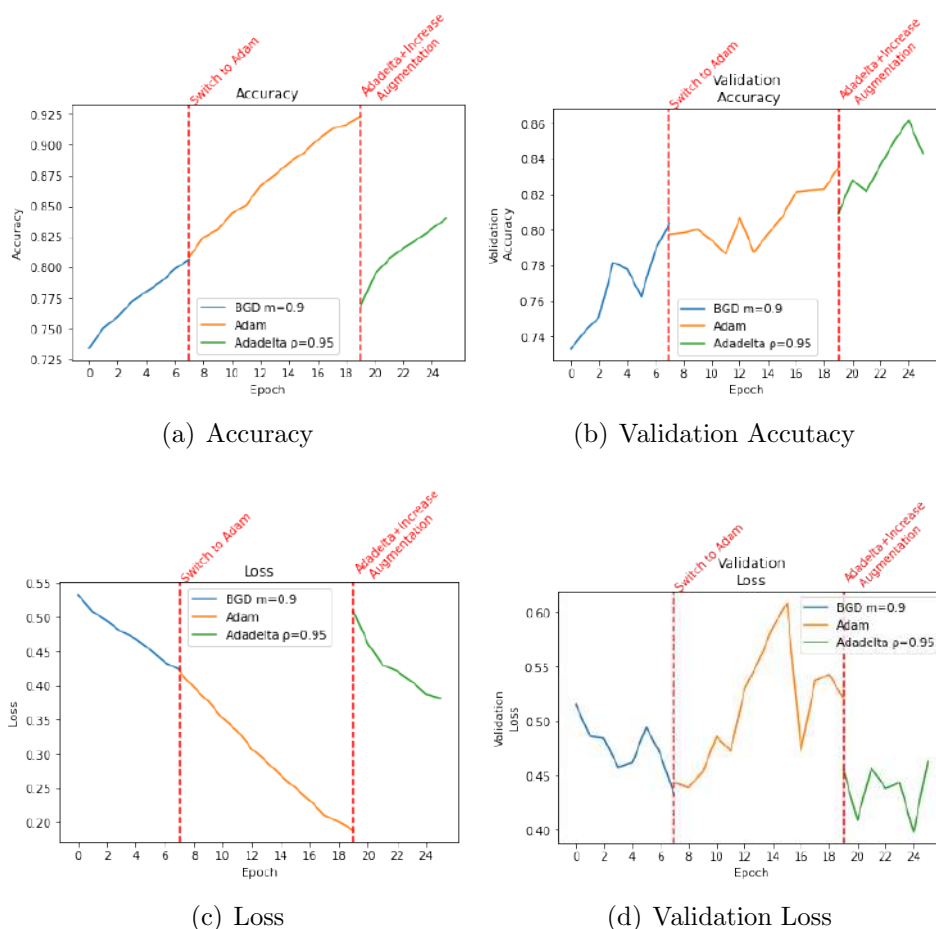 Switch to Adam
Adadelta+Increase
Augmentation
Accuracy
0.925
0.900
0.875
0.850
0.825
0.800
0.775
0.750
0.725
Accuracy
BGD m=0.9
Adam
Adadelta ρ=0.95
0 2 4 6 8 10 12 14 16 18 20 22 24
Epoch
(a) Accuracy
Switch to Adam
Adadelta+Increase
Augmentation
Validation
Accuracy
0.86
0.84
0.82
0.80
0.78
0.76
0.74
Validation
Accuracy
BGD m=0.9
Adam
Adadelta ρ=0.95
0 2 4 6 8 10 12 14 16 18 20 22 24
Epoch
(b) Validation Accutacy
Switch to Adam
Adadelta+Increase
Augmentation
Loss
0.55
0.50
0.45
0.40
0.35
0.30
0.25
0.20
Loss
BGD m=0.9
Adam
Adadelta ρ=0.95
0 2 4 6 8 10 12 14 16 18 20 22 24
Epoch
(c) Loss
Switch to Adam
Adadelta+Increase
Augmentation
Validation
Loss
0.60
0.55
0.50
0.45
0.40
Validation
Loss
BGD m=0.9
Adam
Adadelta ρ=0.95
0 2 4 6 8 10 12 14 16 18 20 22 24
Epoch
(d) Validation Loss